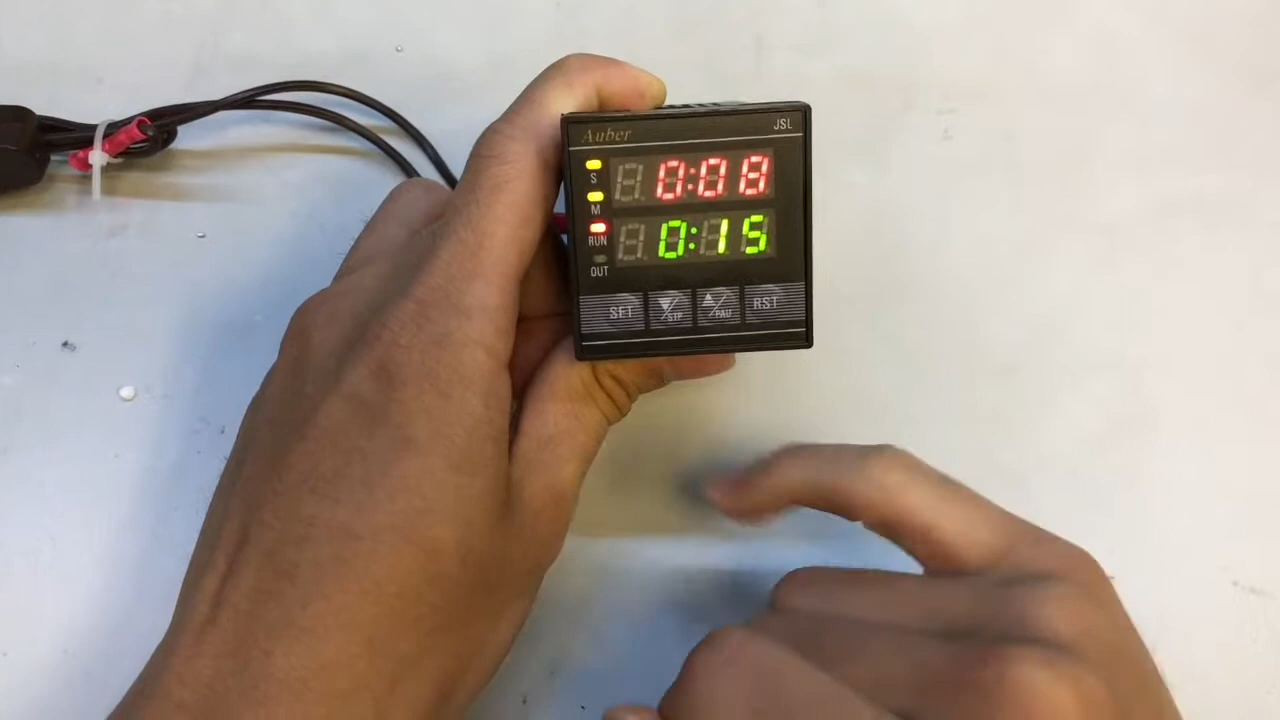 Auber JSL
S 0:08
M
RUN 0:15
OUT
SET ▼/STP ▲/PAU RST